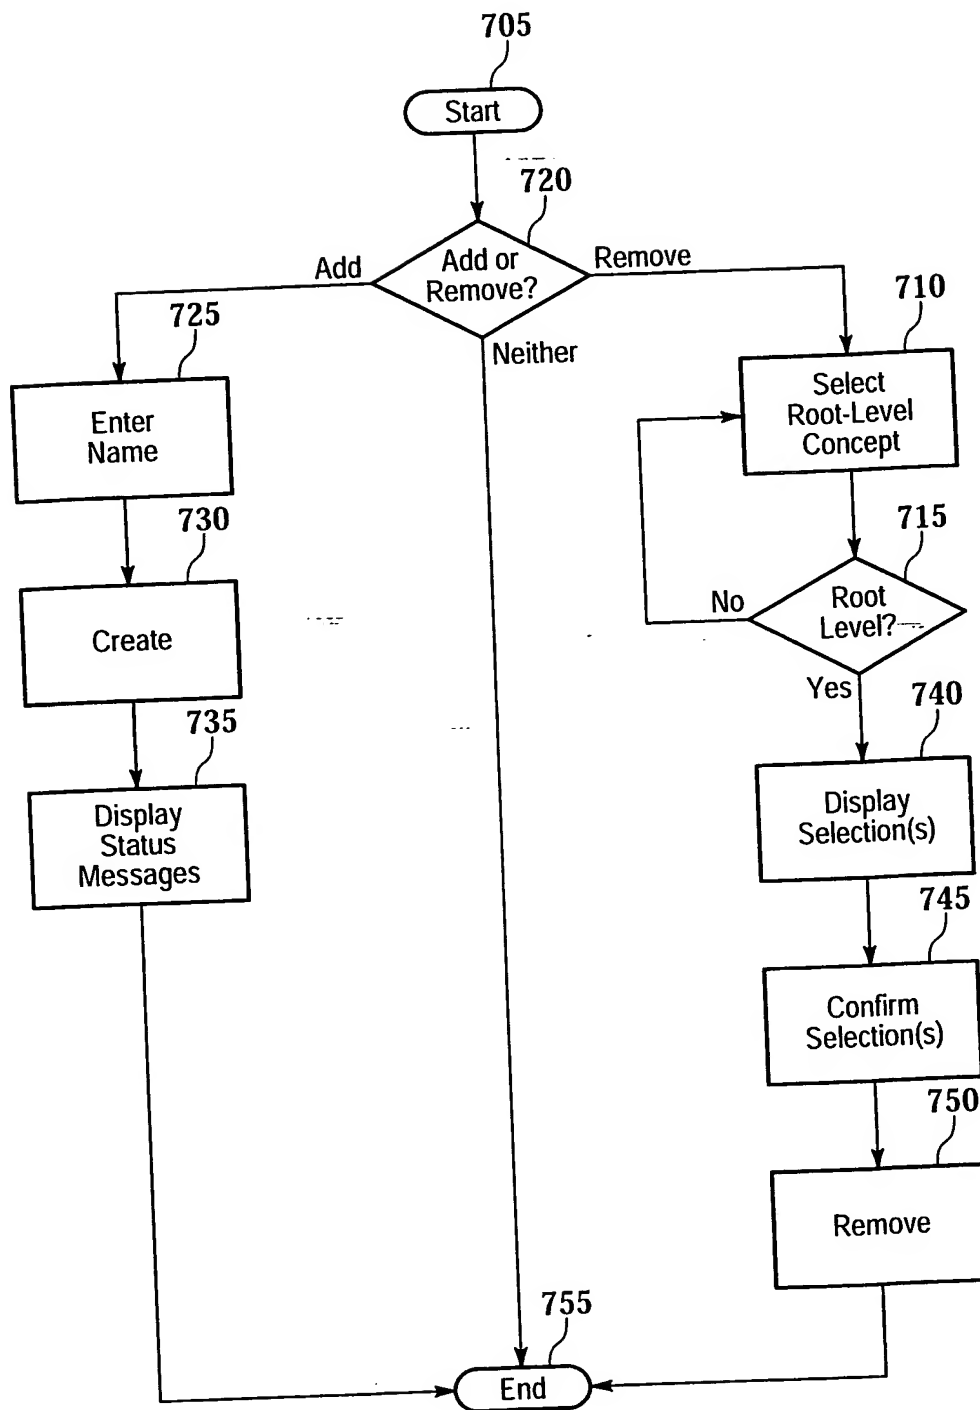 705
Start
720
Add or
Remove?
Add
Remove
Neither
725
Enter
Name
710
Select
Root-Level
Concept
730
Create
715
Root
Level?
No
Yes
735
Display
Status
Messages
740
Display
Selection(s)
745
Confirm
Selection(s)
750
Remove
755
End